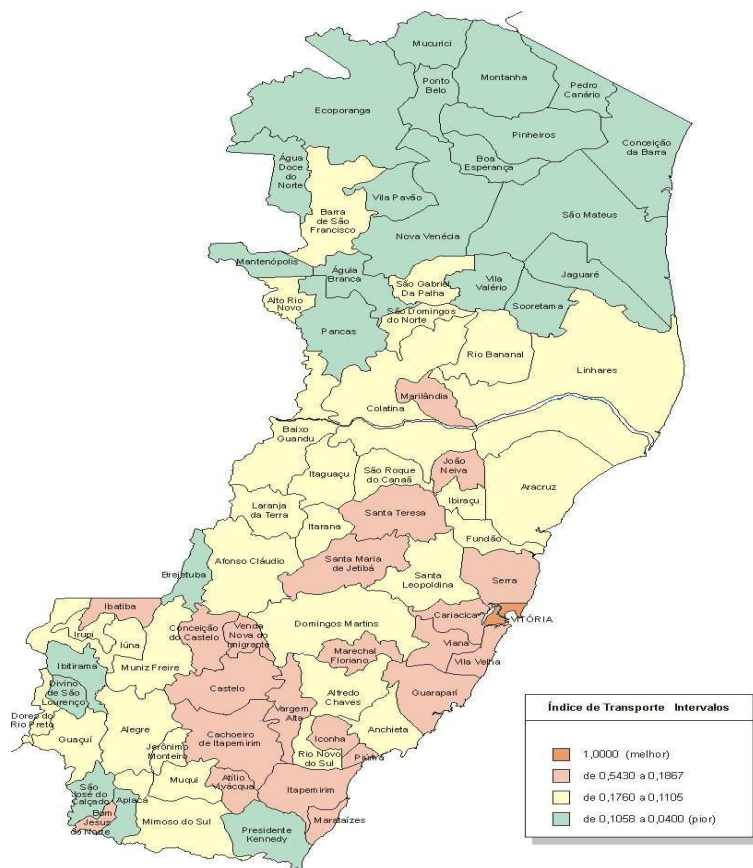 Mucurici
Montanha
Ponto
Belo
Pedro
Canário
Ecoporanga
Pinheiros
Conceição
da Barra
Água
Doce
do
Norte
Boa
Esperança
Vila Pavão
Barra
de São
Francisco
São Mateus
Nova Venécia
Mantenópolis
Águia
Branca
São Gabriel
Da Palha
Vila
Valério
Jaguaré
Alto Rio
Novo
Sooretama
São Domingos
do Norte
Pancas
Rio Bananal
Linhares
Marilândia
Colatina
Baixo
Guandu
Itaguaçu
São Roque
do Canaã
João
Neiva
Aracruz
Ibiraçu
Laranja
da Terra
Itarana
Santa Teresa
Fundão
Afonso Cláudio
Santa Maria
de Jetibá
Brejetuba
Santa
Leopoldina
Serra
Ibatiba
Cariacica
VITÓRIA
Irupi
Iúna
Conceição
do Castelo
Venda
Nova do
Imigrante
Domingos Martins
Viana
Marechal
Floriano
Vila Velha
Ibitirama
Muniz Freire
Castelo
Guarapari
Divino
de São
Lourenço
Vargem
Alta
Alfredo
Chaves
Dores do
Rio Preto
Guaçuí
Alegre
Cachoeiro
de Itapemirim
Anchieta
Iconha
Jerônimo
Monteiro
Rio Novo
do Sul
Piúma
São
José do
Calçado
Apiacá
Muqui
Atílio
Vivácqua
Itapemirim
Bom
Jesus
do Norte
Mimoso do Sul
Presidente
Kennedy
Marataízes
Índice de Transporte Intervalos
1,0000 (melhor)
de 0,5430 a 0,1867
de 0,1760 a 0,1105
de 0,1058 a 0,0400 (pior)